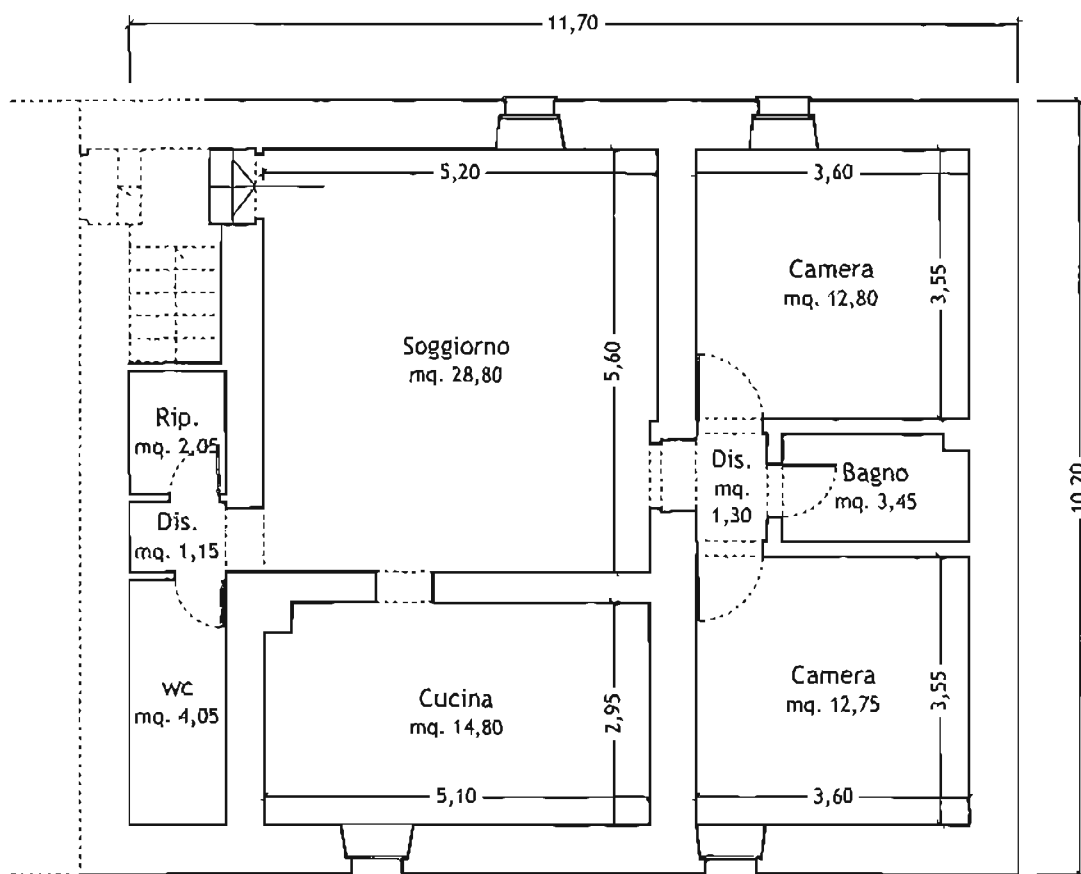 11,70
5,20
3,60
Camera
mq. 12,80
3,55
Soggiorno
mq. 28,80
5,60
Rip.
mq. 2,05
Dis.
mq.
1,30
Bagno
mq. 3,45
10,20
Dis.
mq. 1,15
wc
mq. 4,05
Cucina
mq. 14,80
2,95
Camera
mq. 12,75
3,55
5,10
3,60